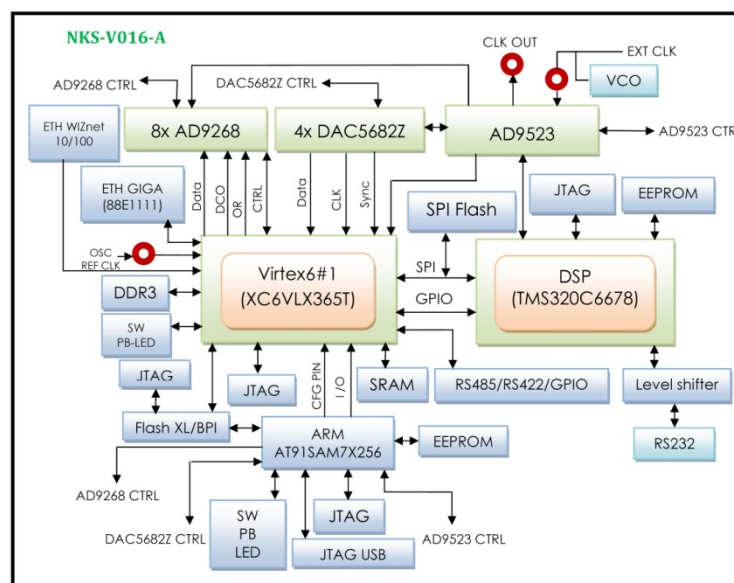 NKS-V016-A
CLK OUT
EXT CLK
VCO
AD9268 CTRL
DAC5682Z CTRL
ETH WIZnet
10/100
8x AD9268
4x DAC5682Z
AD9523
AD9523 CTR
ETH GIGA
(88E1111)
Data
DCO
OR
CTRL
Data
CLK
Sync
SPI Flash
JTAG
EEPROM
OSC
REF CLK
Virtex6#1
(XC6VLX365T)
SPI
GPIO
DSP
(TMS320C6678)
DDR3
SW
PB-LED
JTAG
JTAG
CFG PIN
I/O
SRAM
RS485/RS422/GPIO
Level shifter
Flash XL/BPI
ARM
AT91SAM7X256
EEPROM
RS232
AD9268 CTRL
DAC5682Z CTRL
SW
PB
LED
JTAG
JTAG USB
AD9523 CTRL